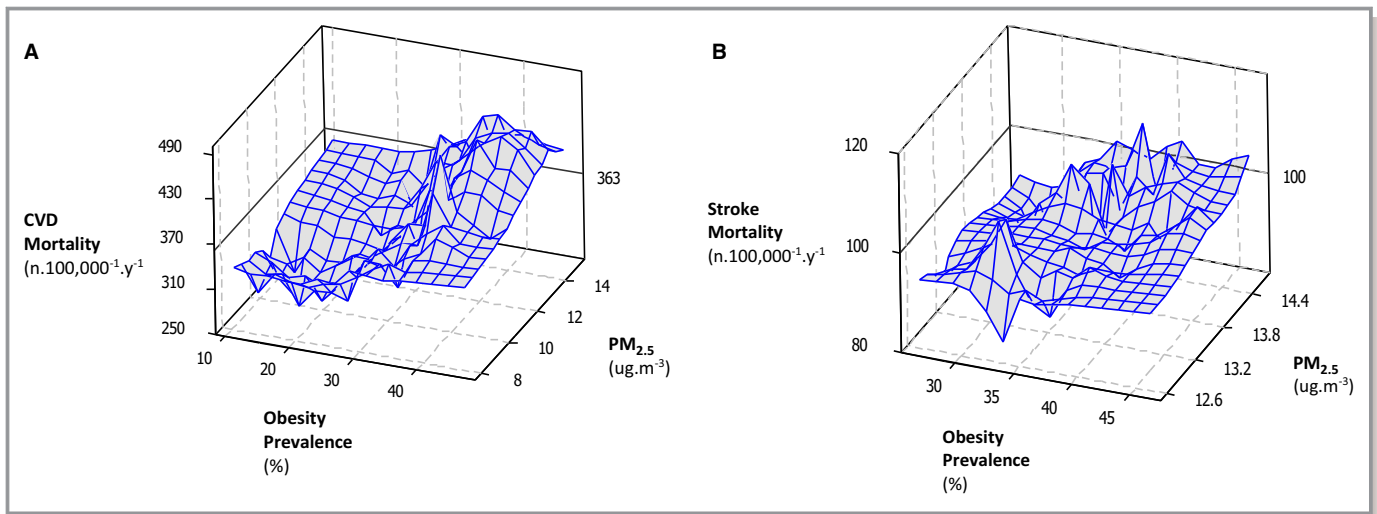 A
490
430
370
310
250
CVD
Mortality
(n.100,000⁻¹.y⁻¹
10
20
30
40
Obesity
Prevalence
(%)
8
10
12
14
PM₂.₅
(ug.m⁻³)
363
B
120
100
80
Stroke
Mortality
(n.100,000⁻¹.y⁻¹
30
35
40
45
Obesity
Prevalence
(%)
12.6
13.2
13.8
14.4
PM₂.₅
(ug.m⁻³)
100